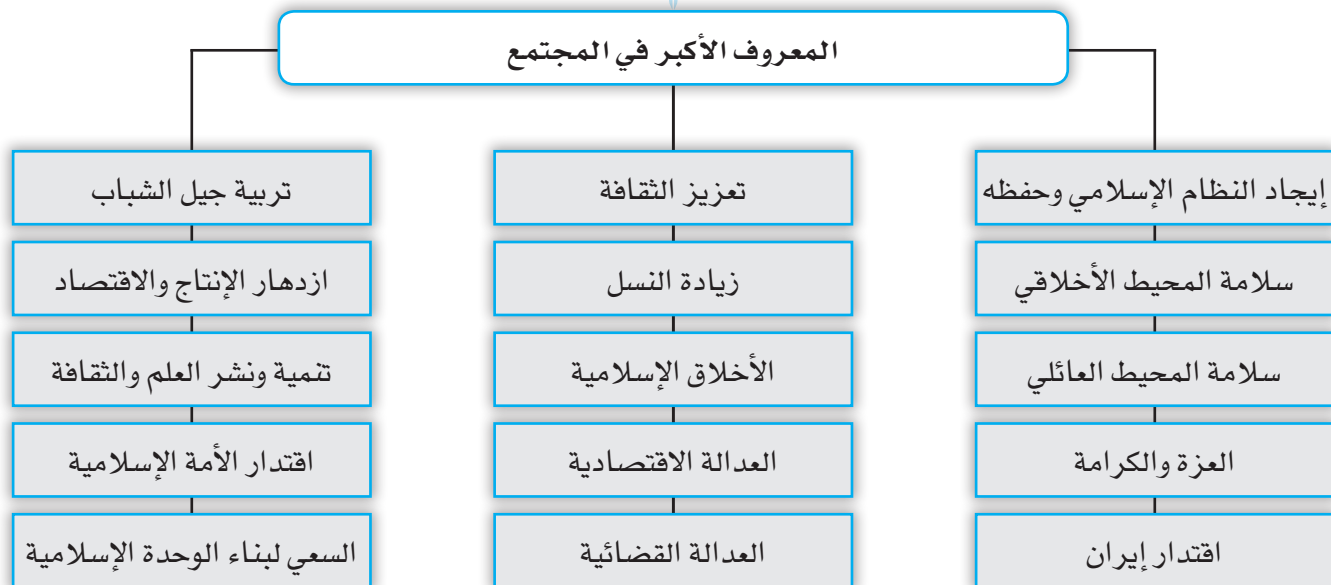 المعروف الأكبر في المجتمع
إيجاد النظام الإسلامي وحفظه
سلامة المحيط الأخلاقي
سلامة المحيط العائلي
العزة والكرامة
اقتدار إيران
تعزيز الثقافة
زيادة النسل
الأخلاق الإسلامية
العدالة الاقتصادية
العدالة القضائية
تربية جيل الشباب
ازدهار الإنتاج والاقتصاد
تنمية ونشر العلم والثقافة
اقتدار الأمة الإسلامية
السعي لبناء الوحدة الإسلامية